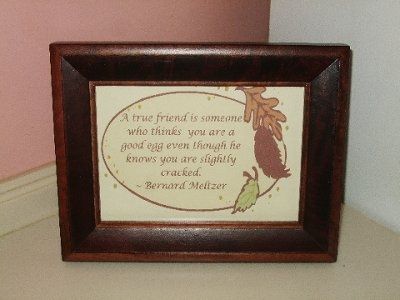 A true friend is someone
who thinks you are a
good egg even though he
knows you are slightly
cracked.
~ Bernard Meltzer